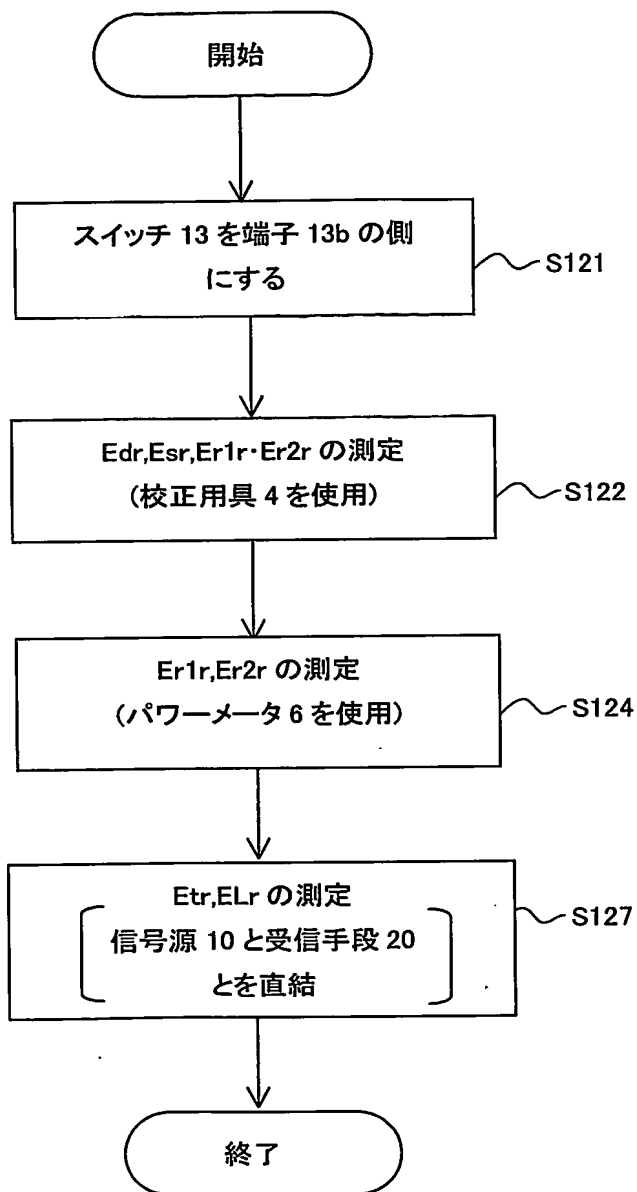 開始
スイッチ 13 を端子 13b の側
にする
S121
Edr,Esr,Er1r･Er2r の測定
(校正用具 4 を使用)
S122
Er1r,Er2r の測定
(パワーメータ 6 を使用)
S124
Etr,ELr の測定
信号源 10 と受信手段 20
とを直結
S127
終了